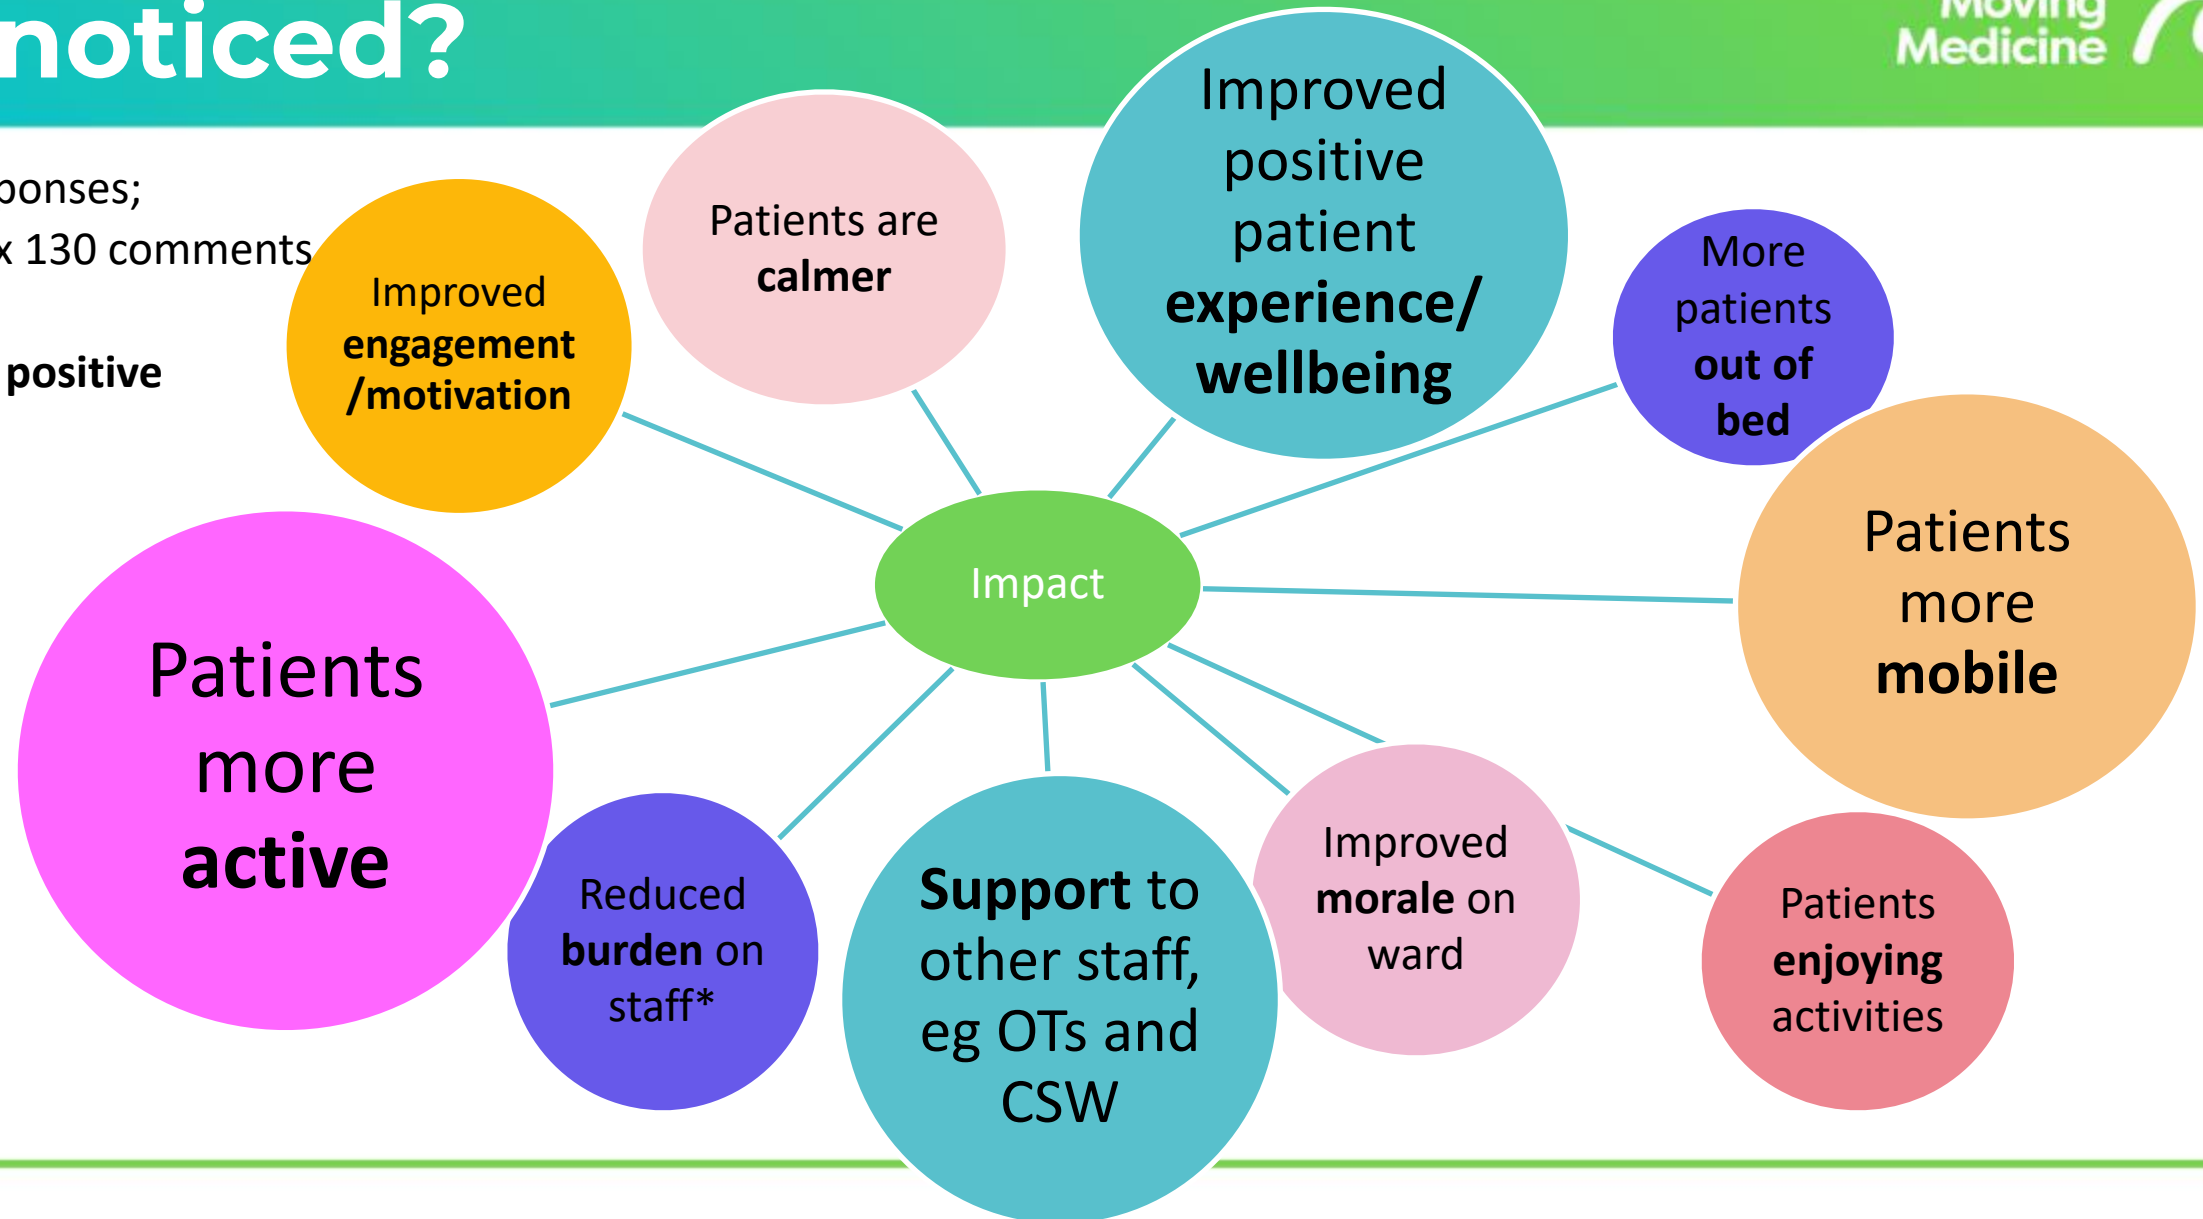 noticed?
Moving
Medicine
ponses;
x 130 comments
positive
Improved
engagement
/motivation
Patients are
calmer
Improved
positive
patient
experience/
wellbeing
More
patients
out of
bed
Impact
Patients
more
mobile
Patients
more
active
Reduced
burden on
staff*
Support to
other staff,
eg OTs and
CSW
Improved
morale on
ward
Patients
enjoying
activities